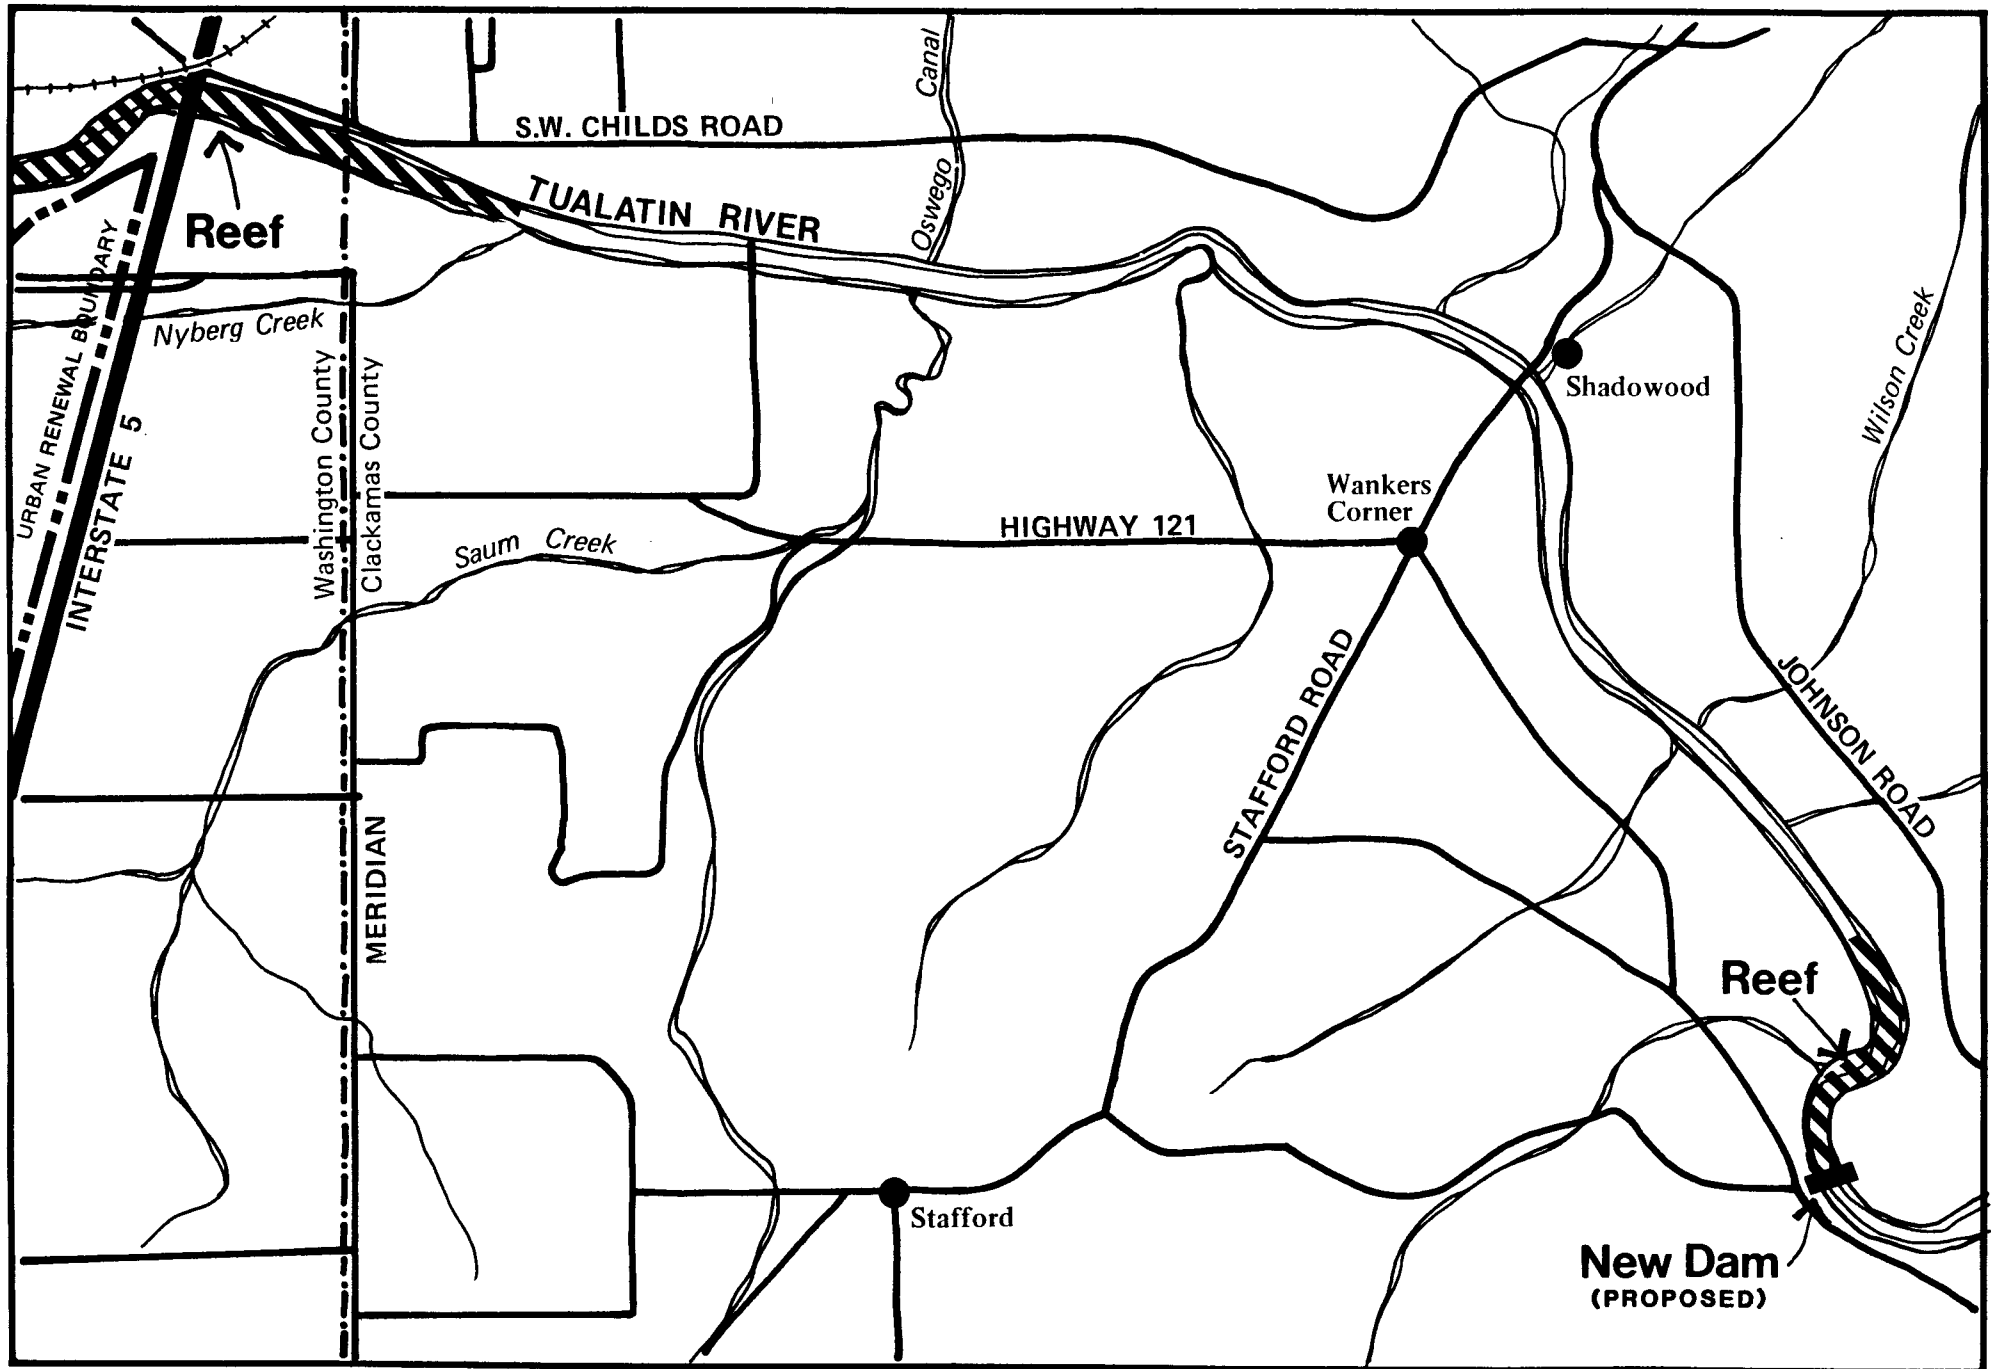 Canal
Oswego
S.W. CHILDS ROAD
TUALATIN RIVER
Reef
URBAN RENEWAL BOUNDARY
INTERSTATE 5
Nyberg Creek
Washington County
Clackamas County
Shadowood
Wilson Creek
Wankers
Corner
HIGHWAY 121
Saum Creek
STAFFORD ROAD
JOHNSON ROAD
MERIDIAN
Reef
Stafford
New Dam
(PROPOSED)